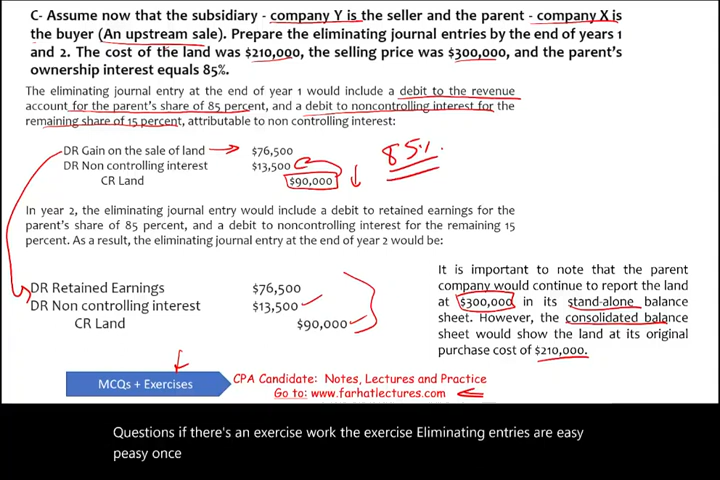 C- Assume now that the subsidiary - company Y is the seller and the parent - company X is
the buyer (An upstream sale). Prepare the eliminating journal entries by the end of years 1
and 2. The cost of the land was $210,000, the selling price was $300,000, and the parent's
ownership interest equals 85%.
The eliminating journal entry at the end of year 1 would include a debit to the revenue
account for the parent's share of 85 percent, and a debit to noncontrolling interest for the
remaining share of 15 percent, attributable to non controlling interest:
DR Gain on the sale of land $76,500
DR Non controlling interest $13,500
CR Land $90,000
85%.
In year 2, the eliminating journal entry would include a debit to retained earnings for the
parent's share of 85 percent, and a debit to noncontrolling interest for the remaining 15
percent. As a result, the eliminating journal entry at the end of year 2 would be:
DR Retained Earnings $76,500
DR Non controlling interest $13,500
CR Land $90,000
It is important to note that the parent
company would continue to report the land
at $300,000 in its stand-alone balance
sheet. However, the consolidated balance
sheet would show the land at its original
purchase cost of $210,000.
MCQs + Exercises
CPA Candidate: Notes, Lectures and Practice
Go to: www.farhatlectures.com
Questions if there's an exercise work the exercise Eliminating entries are easy
peasy once